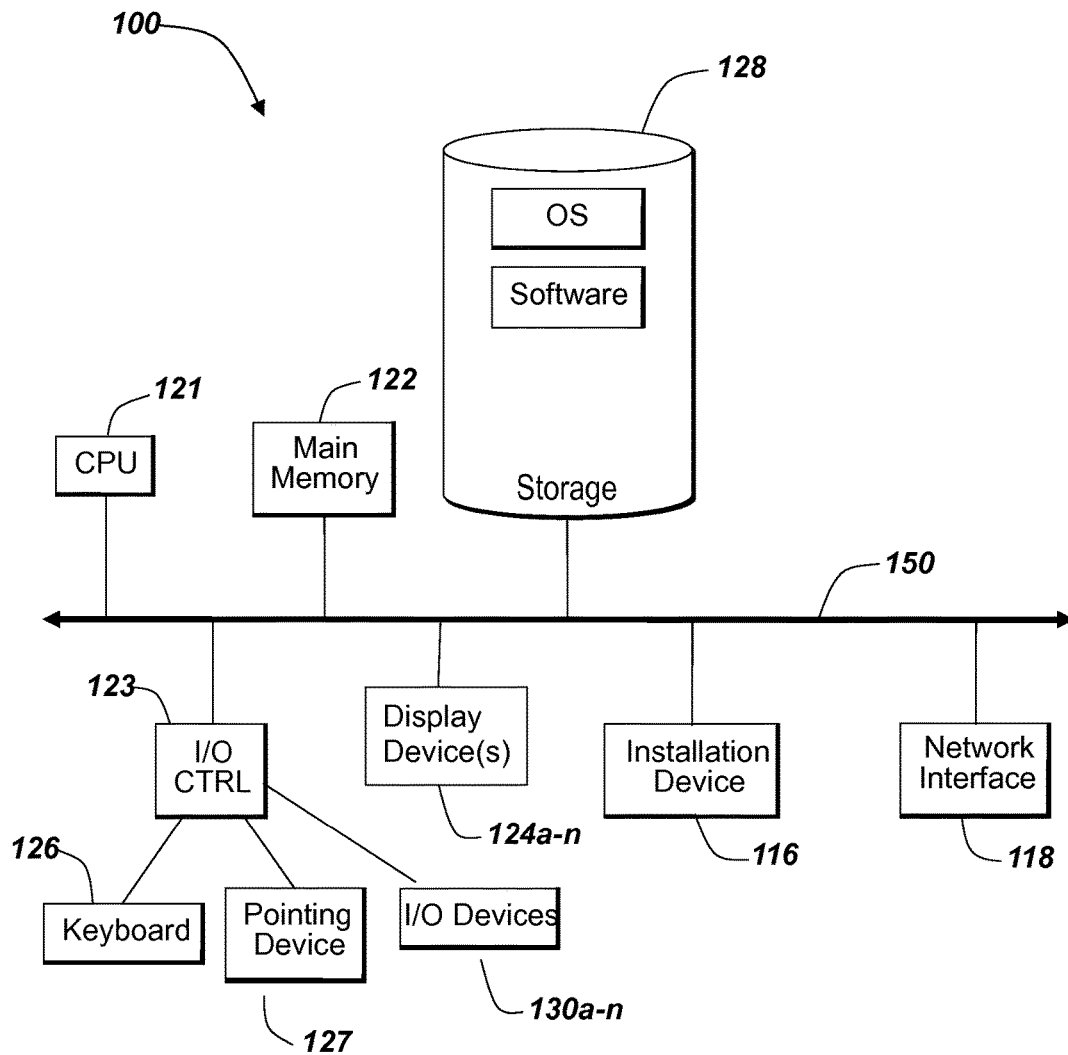 100
128
OS
Software
121
122
CPU
Main
Memory
Storage
150
123
I/O
CTRL
Display
Device(s)
Installation
Device
Network
Interface
124a-n
116
118
126
Keyboard
Pointing
Device
I/O Devices
127
130a-n